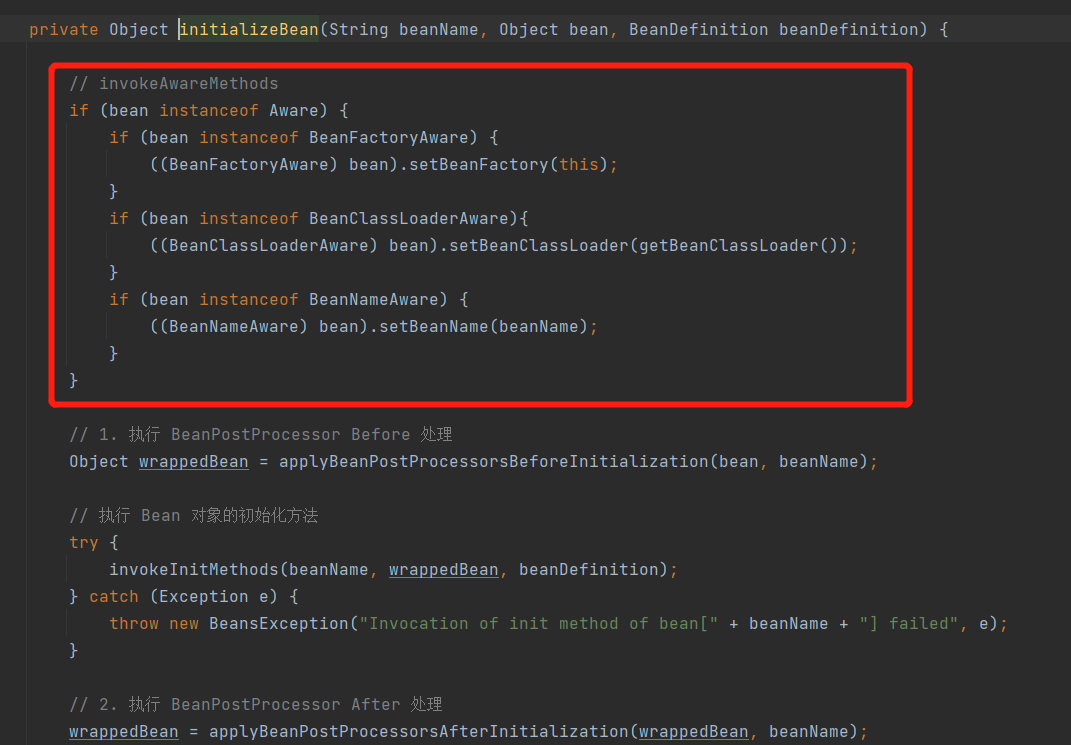 private Object initializeBean(String beanName, Object bean, BeanDefinition beanDefinition) {
// invokeAwareMethods
if (bean instanceof Aware) {
if (bean instanceof BeanFactoryAware) {
((BeanFactoryAware) bean).setBeanFactory(this);
}
if (bean instanceof BeanClassLoaderAware){
((BeanClassLoaderAware) bean).setBeanClassLoader(getBeanClassLoader());
}
if (bean instanceof BeanNameAware) {
((BeanNameAware) bean).setBeanName(beanName);
}
}
// 1. 执行 BeanPostProcessor Before 处理
Object wrappedBean = applyBeanPostProcessorsBeforeInitialization(bean, beanName);
// 执行 Bean 对象的初始化方法
try {
invokeInitMethods(beanName, wrappedBean, beanDefinition);
} catch (Exception e) {
throw new BeansException("Invocation of init method of bean[" + beanName + "] failed", e);
}
// 2. 执行 BeanPostProcessor After 处理
wrappedBean = applyBeanPostProcessorsAfterInitialization(wrappedBean, beanName);